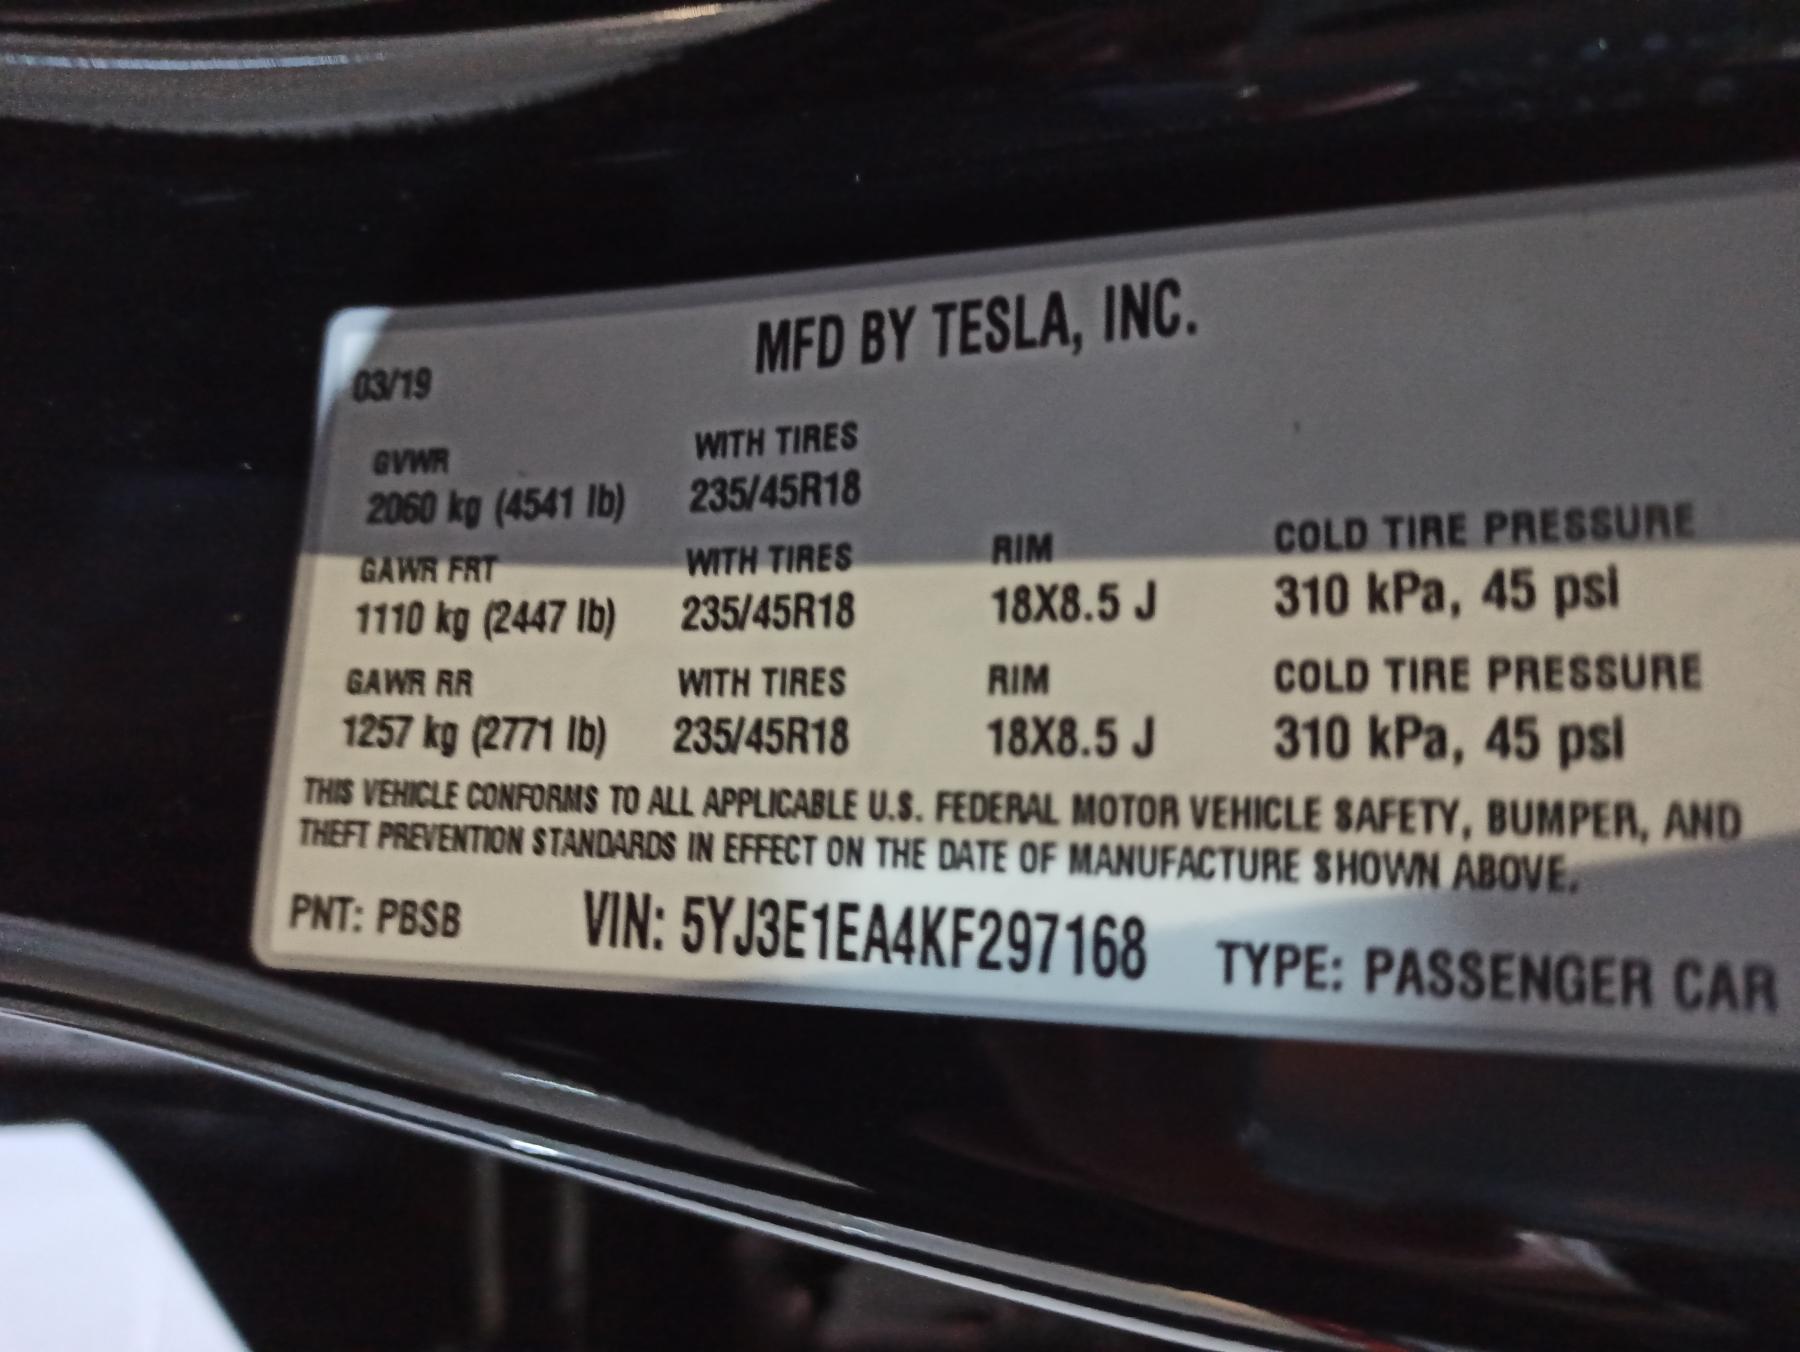 MFD BY TESLA, INC.
03/19
GVWR WITH TIRES
2060 kg (4541 lb) 235/45R18
GAWR FRT WITH TIRES RIM COLD TIRE PRESSURE
1110 kg (2447 lb) 235/45R18 18X8.5 J 310 kPa, 45 psi
GAWR RR WITH TIRES RIM COLD TIRE PRESSURE
1257 kg (2771 lb) 235/45R18 18X8.5 J 310 kPa, 45 psi
THIS VEHICLE CONFORMS TO ALL APPLICABLE U.S. FEDERAL MOTOR VEHICLE SAFETY, BUMPER, AND
THEFT PREVENTION STANDARDS IN EFFECT ON THE DATE OF MANUFACTURE SHOWN ABOVE.
PNT: PBSB VIN: 5YJ3E1EA4KF297168 TYPE: PASSENGER CAR